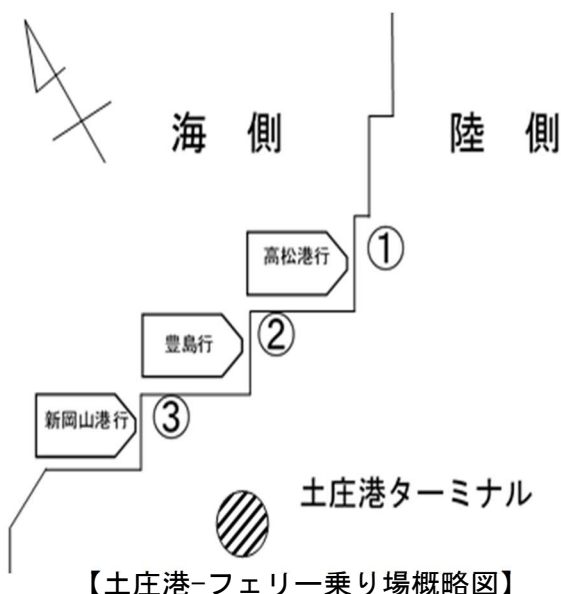 海側
陸側
高松港行
①
豊島行
②
新岡山港行
③
土庄港ターミナル
【土庄港-フェリー乗り場概略図】